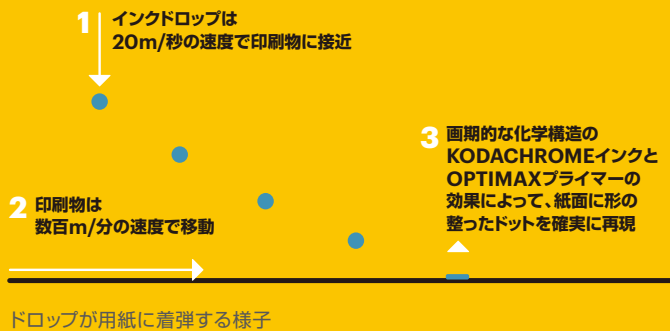 1 インクドロップは
20m/秒の速度で印刷物に接近
2 印刷物は
数百m/分の速度で移動
3 画期的な化学構造の
KODACHROMEインクと
OPTIMAXプライマーの
効果によって、紙面に形の
整ったドットを確実に再現
ドロップが用紙に着弾する様子